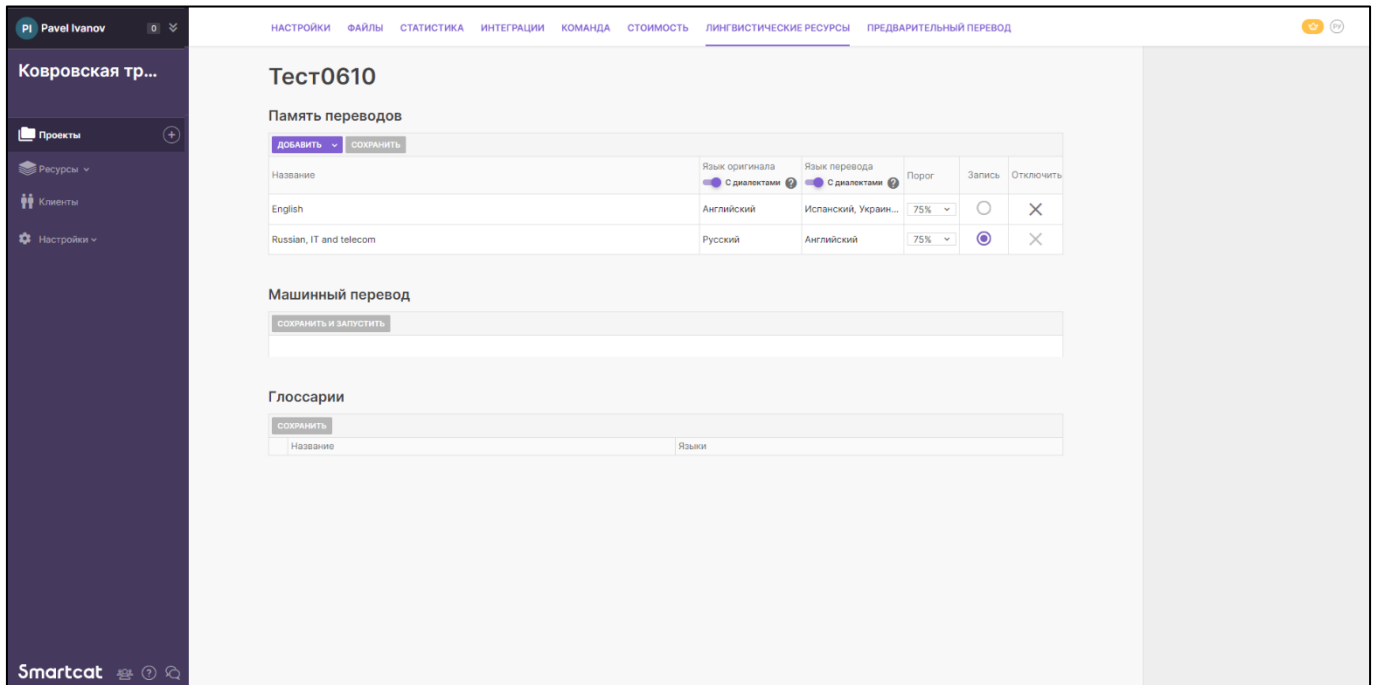 PI Pavel Ivanov 0
НАСТРОЙКИ ФАЙЛЫ СТАТИСТИКА ИНТЕГРАЦИИ КОМАНДА СТОИМОСТЬ ЛИНГВИСТИЧЕСКИЕ РЕСУРСЫ ПРЕДВАРИТЕЛЬНЫЙ ПЕРЕВОД РУ
Ковровская тр...
Проекты
Ресурсы
Клиенты
Настройки
Тест0610
Память переводов
ДОБАВИТЬ СОХРАНИТЬ
Название Язык оригинала Язык перевода Порог Запись Отключить
С диалектами ? С диалектами ?
English Английский Испанский, Украин... 75%
Russian, IT and telecom Русский Английский 75%
Машинный перевод
СОХРАНИТЬ И ЗАПУСТИТЬ
Глоссарии
СОХРАНИТЬ
Название Языки
Smartcat ?